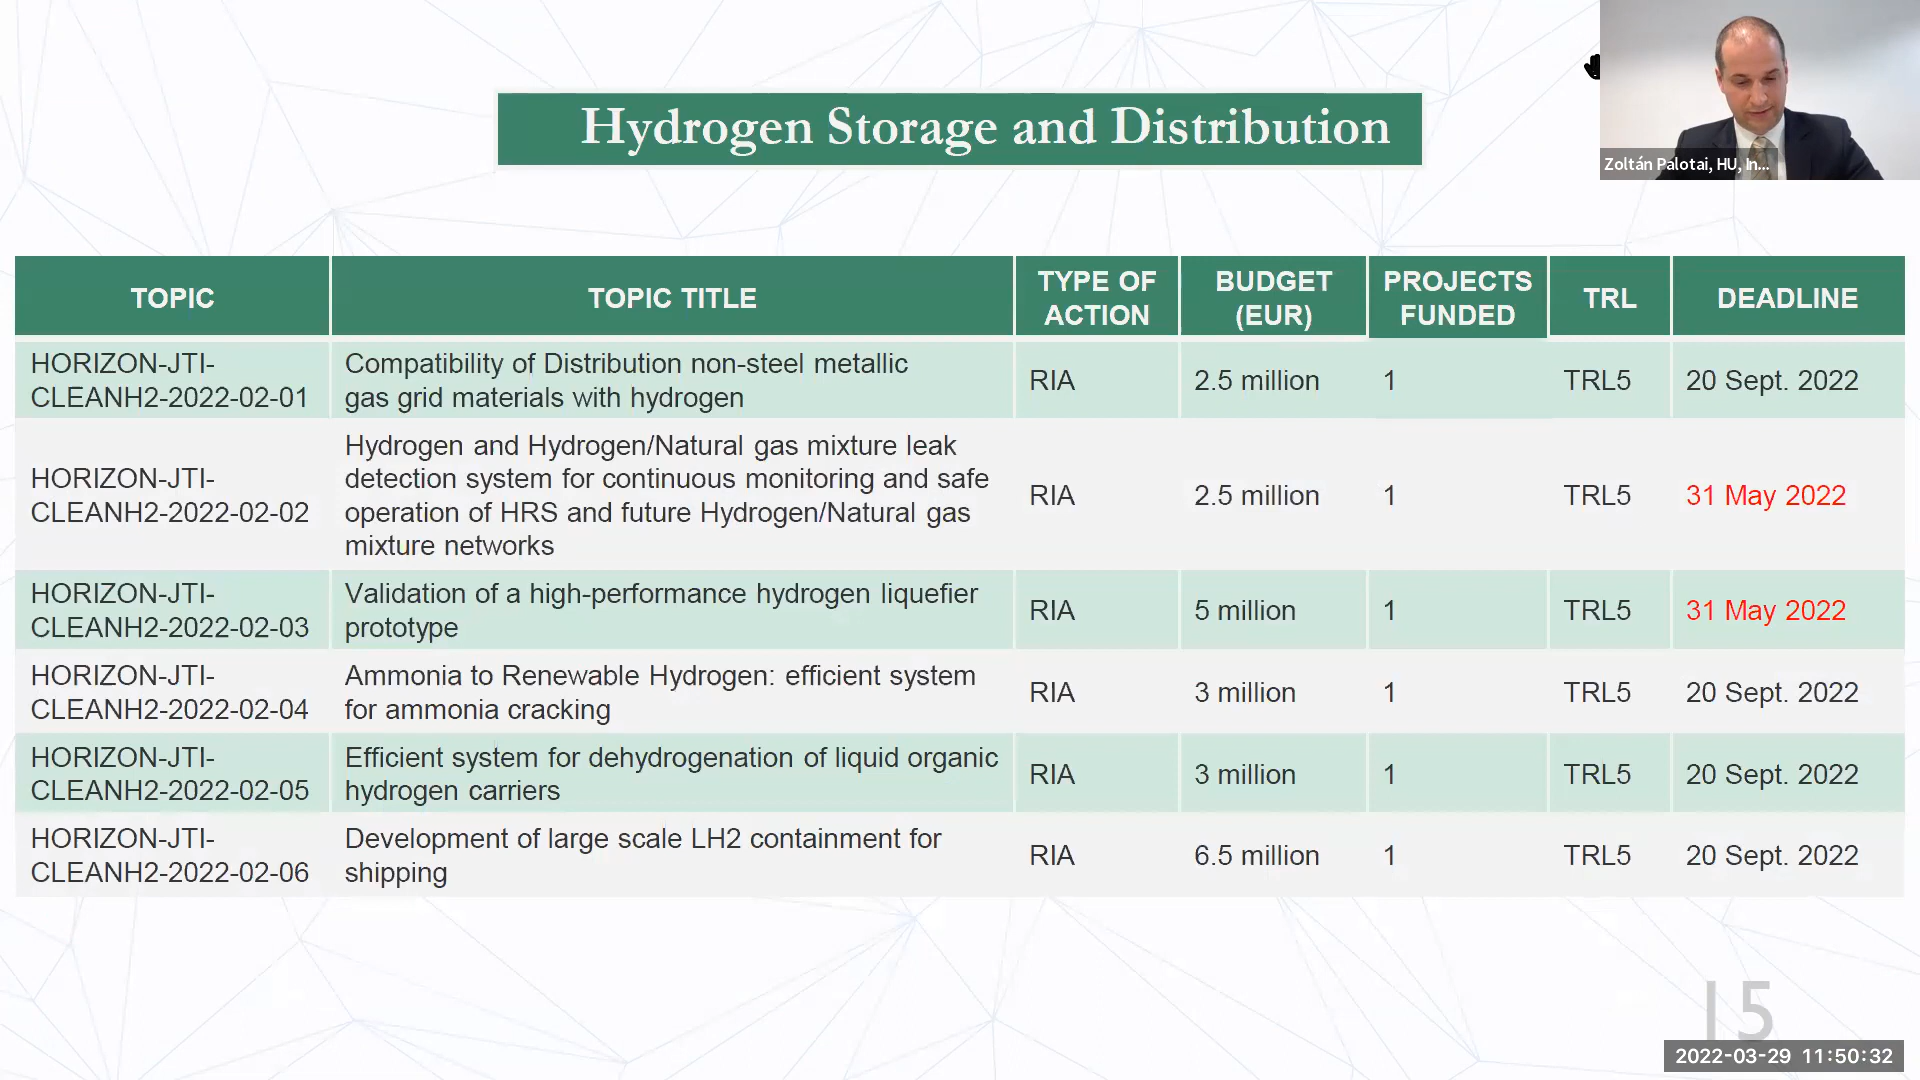 Hydrogen Storage and Distribution
Zoltán Palotai, HU, In...
TOPIC
TOPIC TITLE
TYPE OF
ACTION
BUDGET
(EUR)
PROJECTS
FUNDED
TRL
DEADLINE
HORIZON-JTI-
CLEANH2-2022-02-01
Compatibility of Distribution non-steel metallic
gas grid materials with hydrogen
RIA
2.5 million
1
TRL5
20 Sept. 2022
HORIZON-JTI-
CLEANH2-2022-02-02
Hydrogen and Hydrogen/Natural gas mixture leak
detection system for continuous monitoring and safe
operation of HRS and future Hydrogen/Natural gas
mixture networks
RIA
2.5 million
1
TRL5
31 May 2022
HORIZON-JTI-
CLEANH2-2022-02-03
Validation of a high-performance hydrogen liquefier
prototype
RIA
5 million
1
TRL5
31 May 2022
HORIZON-JTI-
CLEANH2-2022-02-04
Ammonia to Renewable Hydrogen: efficient system
for ammonia cracking
RIA
3 million
1
TRL5
20 Sept. 2022
HORIZON-JTI-
CLEANH2-2022-02-05
Efficient system for dehydrogenation of liquid organic
hydrogen carriers
RIA
3 million
1
TRL5
20 Sept. 2022
HORIZON-JTI-
CLEANH2-2022-02-06
Development of large scale LH2 containment for
shipping
RIA
6.5 million
1
TRL5
20 Sept. 2022
15
2022-03-29 11:50:32